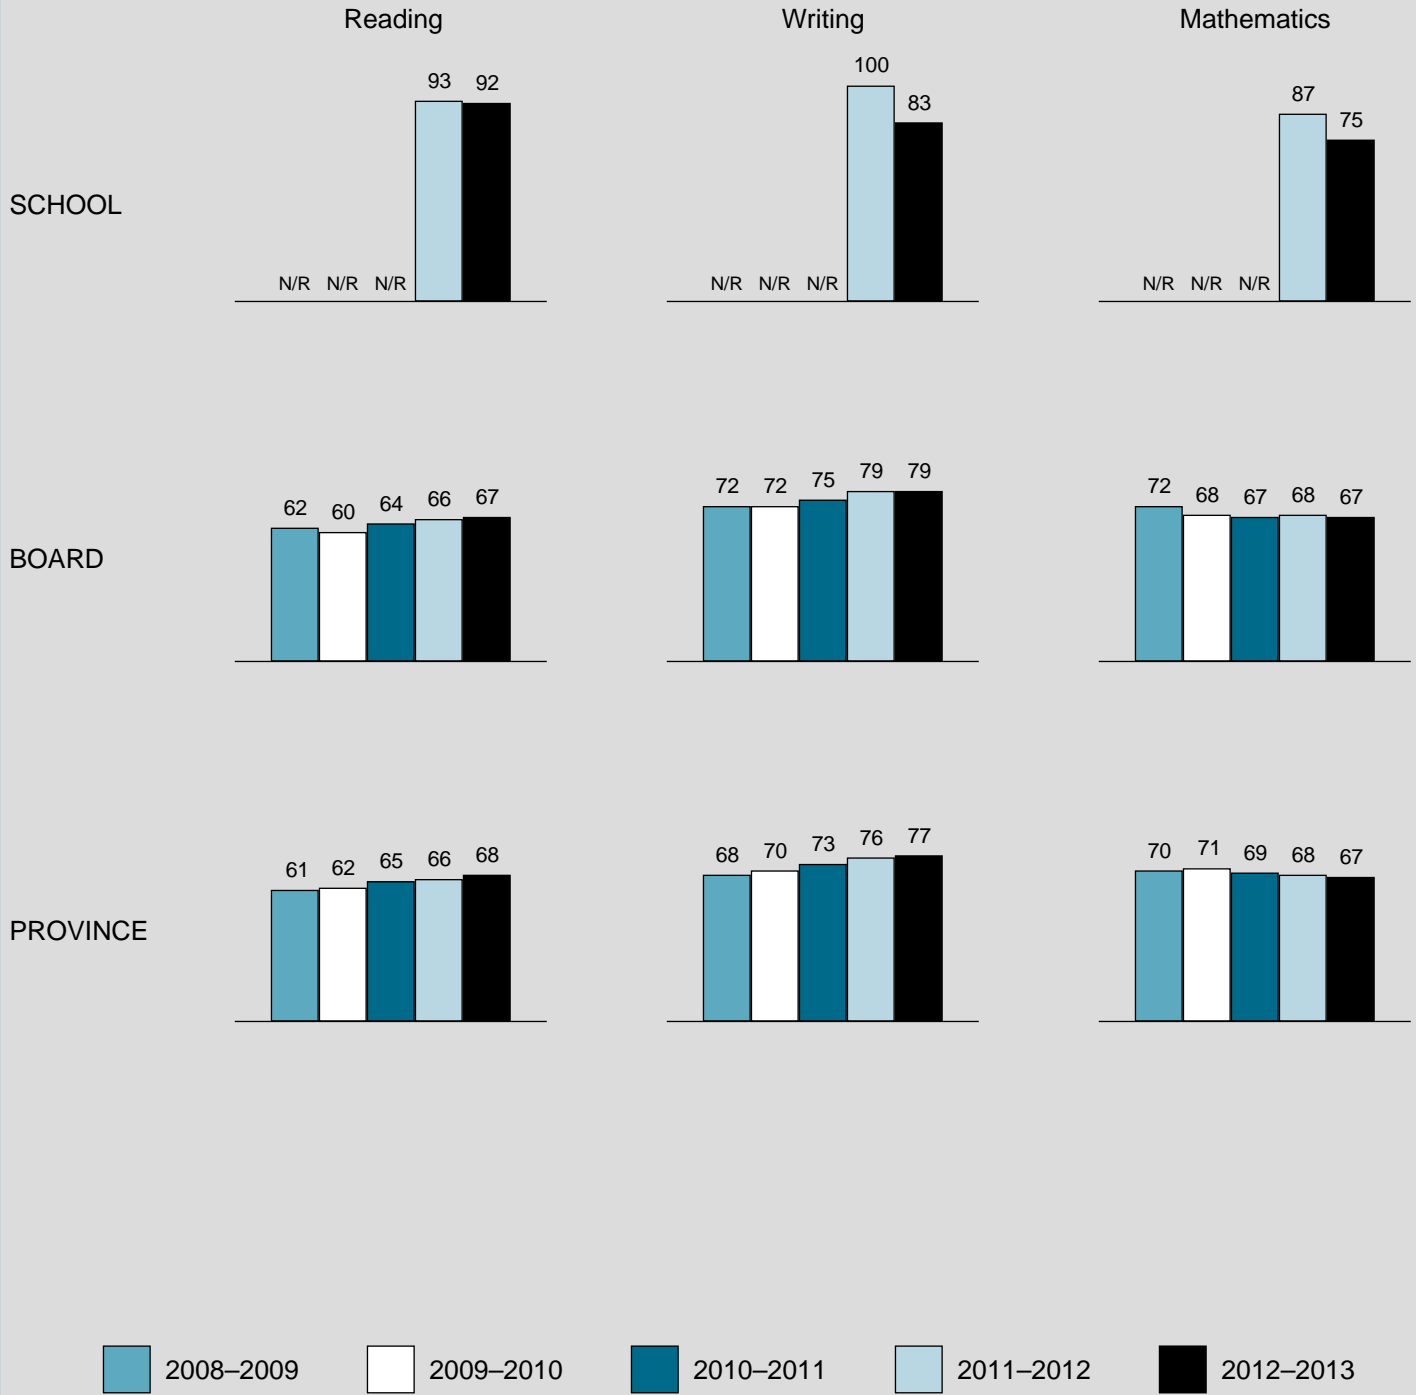 Reading Writing Mathematics
SCHOOL
93 92
N/R N/R N/R
100 83
N/R N/R N/R
87 75
N/R N/R N/R
BOARD
62 60 64 66 67
72 72 75 79 79
72 68 67 68 67
PROVINCE
61 62 65 66 68
68 70 73 76 77
70 71 69 68 67
2008–2009 2009–2010 2010–2011 2011–2012 2012–2013